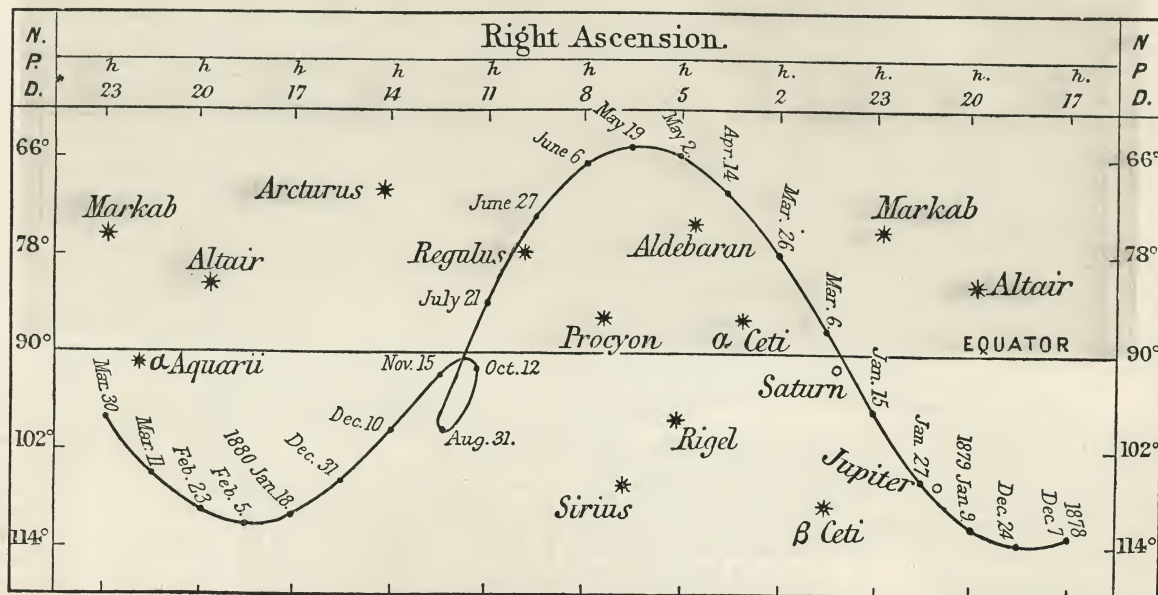 N. Right Ascension. N
P. h h h h h h h h. h. h. h. P
D. 23 20 17 14 11 8 5 2 23 20 17 D.
66° June 6 May 19 May 2. Apr. 14 66°
Arcturus June 27 Mar. 26
Markab Aldebaran Markab
78° Altair Regulus 78°
July 21 Mar. 6. Altair
Procyon α Ceti
90° α Aquarii Nov. 15 Oct. 12 EQUATOR 90°
Saturn Jan. 15
Mar. 30 Dec. 10 Aug. 31. Rigel
102° Mar. 11 Feb. 23 Feb. 5. 1880 Jan. 18. Dec. 31 Jupiter Jan. 27 1879 Jan. 9. Dec. 24 1878 Dec. 7 102°
Sirius β Ceti
114° 114°